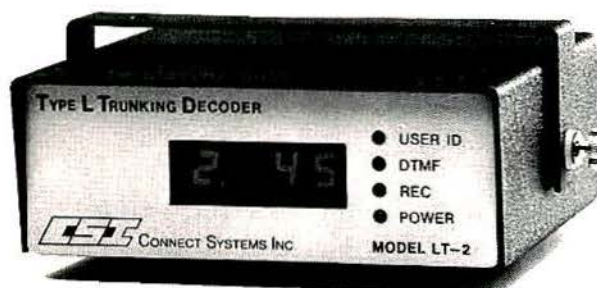 TYPE L TRUNKING DECODER
2. 45
USER ID
DTMF
REC
POWER
CSI CONNECT SYSTEMS INC
MODEL LT-2